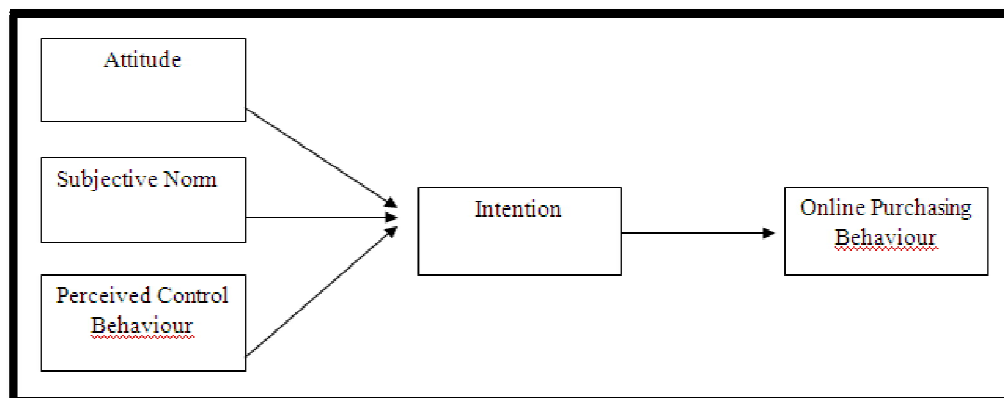 Attitude
Subjective Norm
Perceived Control
Behaviour
Intention
Online Purchasing
Behaviour